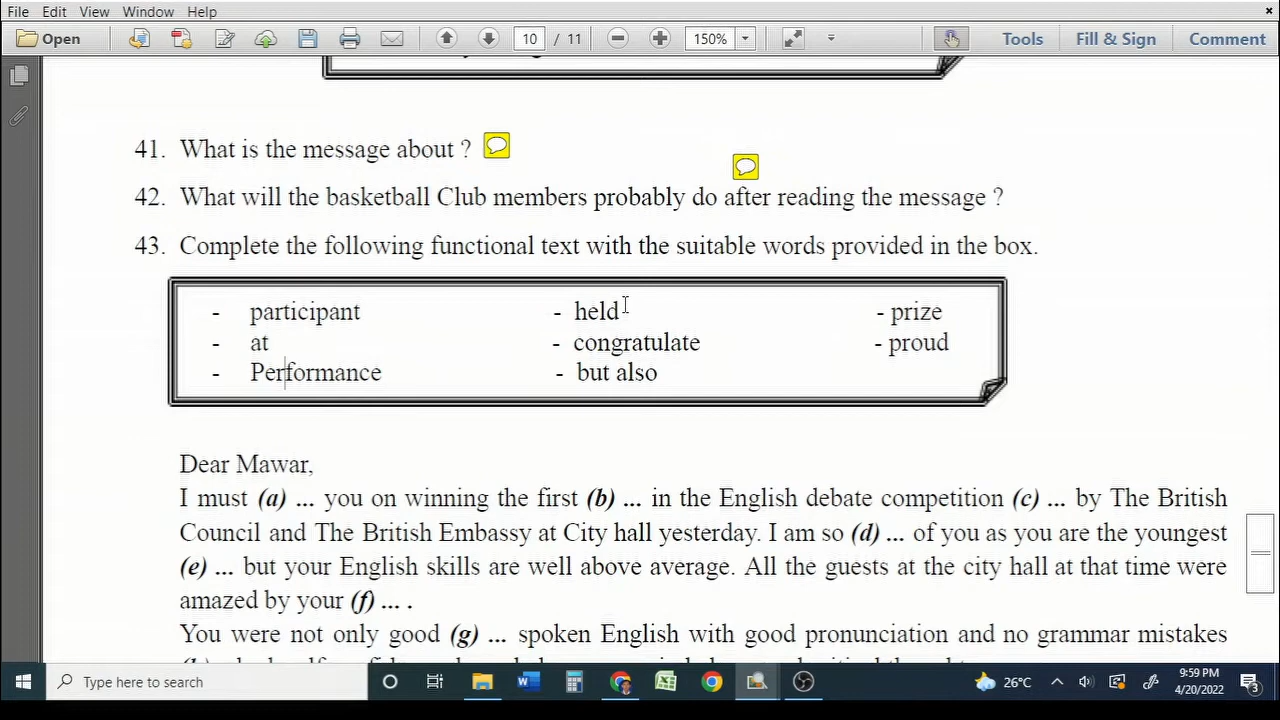 File Edit View Window Help
Open 10 / 11 150% Tools Fill & Sign Comment
41. What is the message about ?
42. What will the basketball Club members probably do after reading the message ?
43. Complete the following functional text with the suitable words provided in the box.
- participant - held - prize
- at - congratulate - proud
- Performance - but also
Dear Mawar,
I must (a) ... you on winning the first (b) ... in the English debate competition (c) ... by The British
Council and The British Embassy at City hall yesterday. I am so (d) ... of you as you are the youngest
(e) ... but your English skills are well above average. All the guests at the city hall at that time were
amazed by your (f) ... .
You were not only good (g) ... spoken English with good pronunciation and no grammar mistakes
Type here to search 26°C 9:59 PM
4/20/2022 3